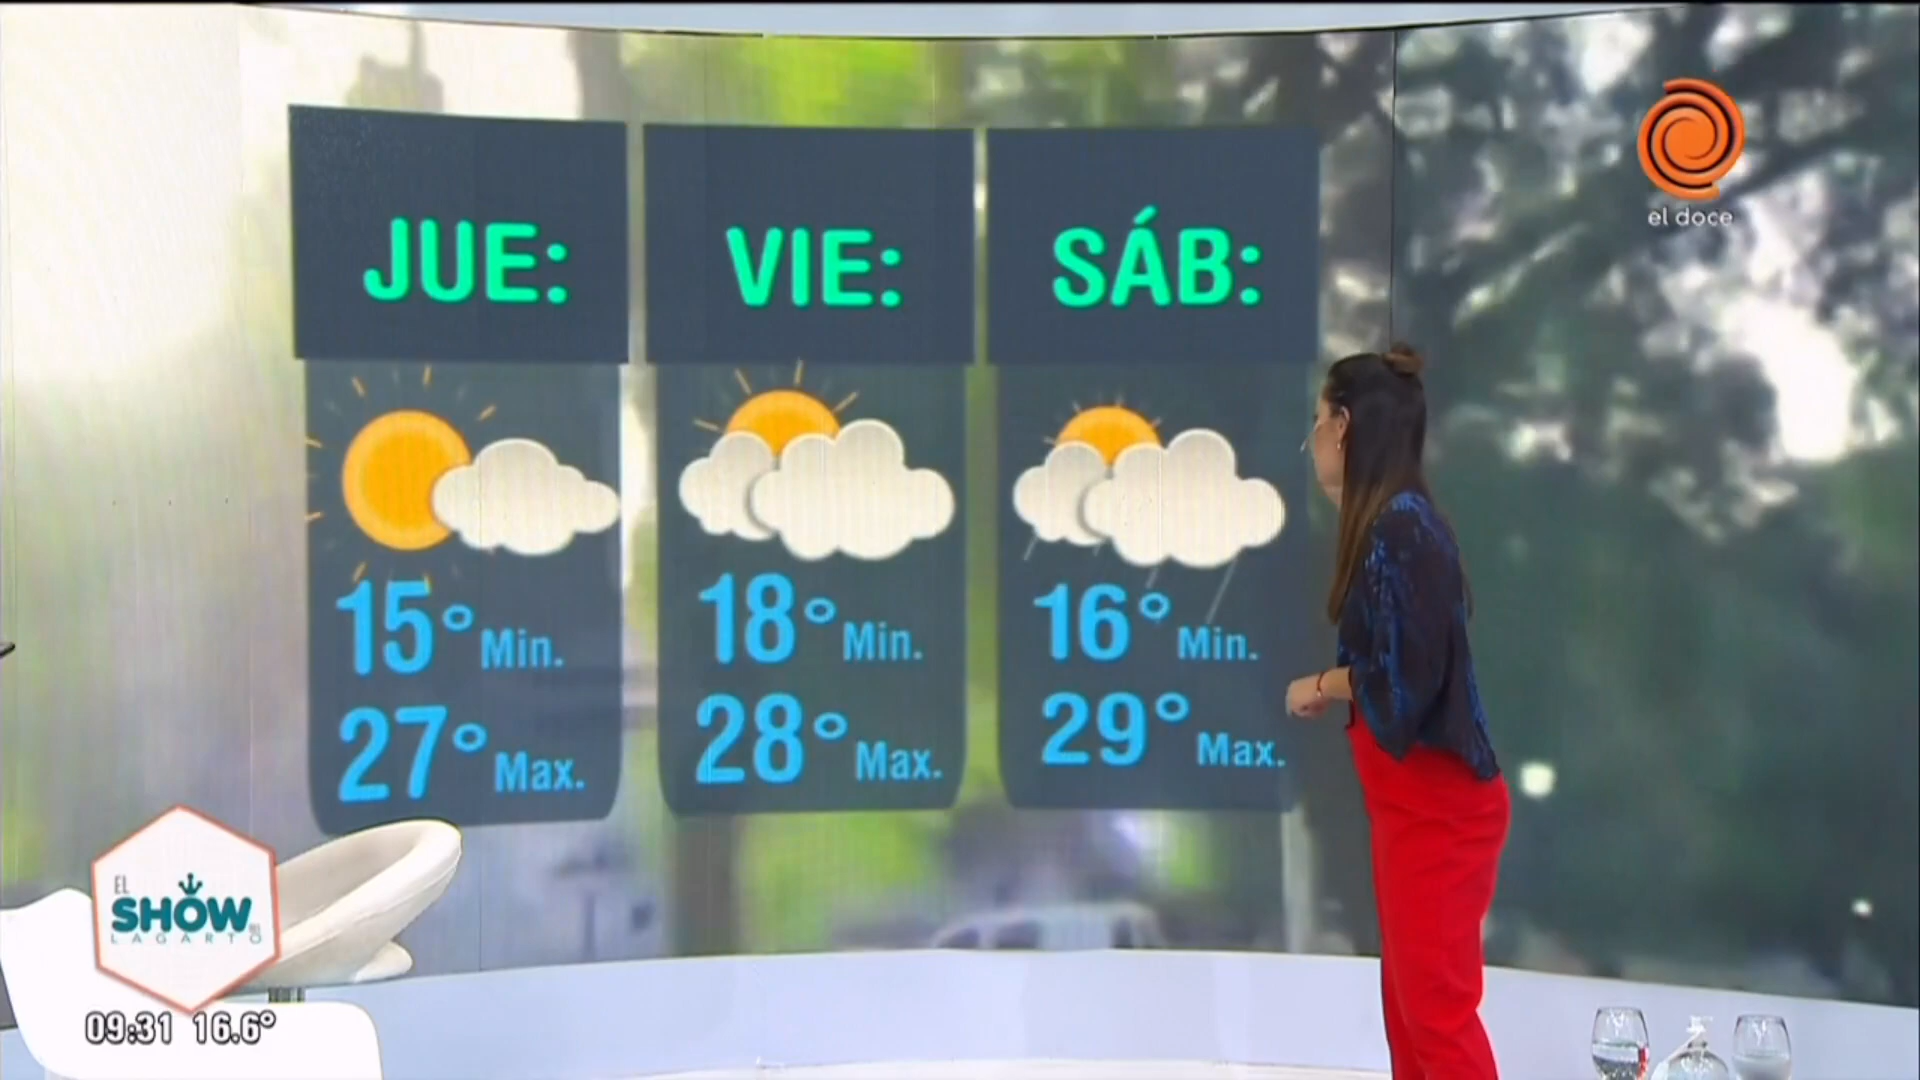 el doce
JUE:
15° Min.
27° Max.
VIE:
18° Min.
28° Max.
SÁB:
16° Min.
29° Max.
EL
SHOW DEL
LAGARTO
09:31 16.6°